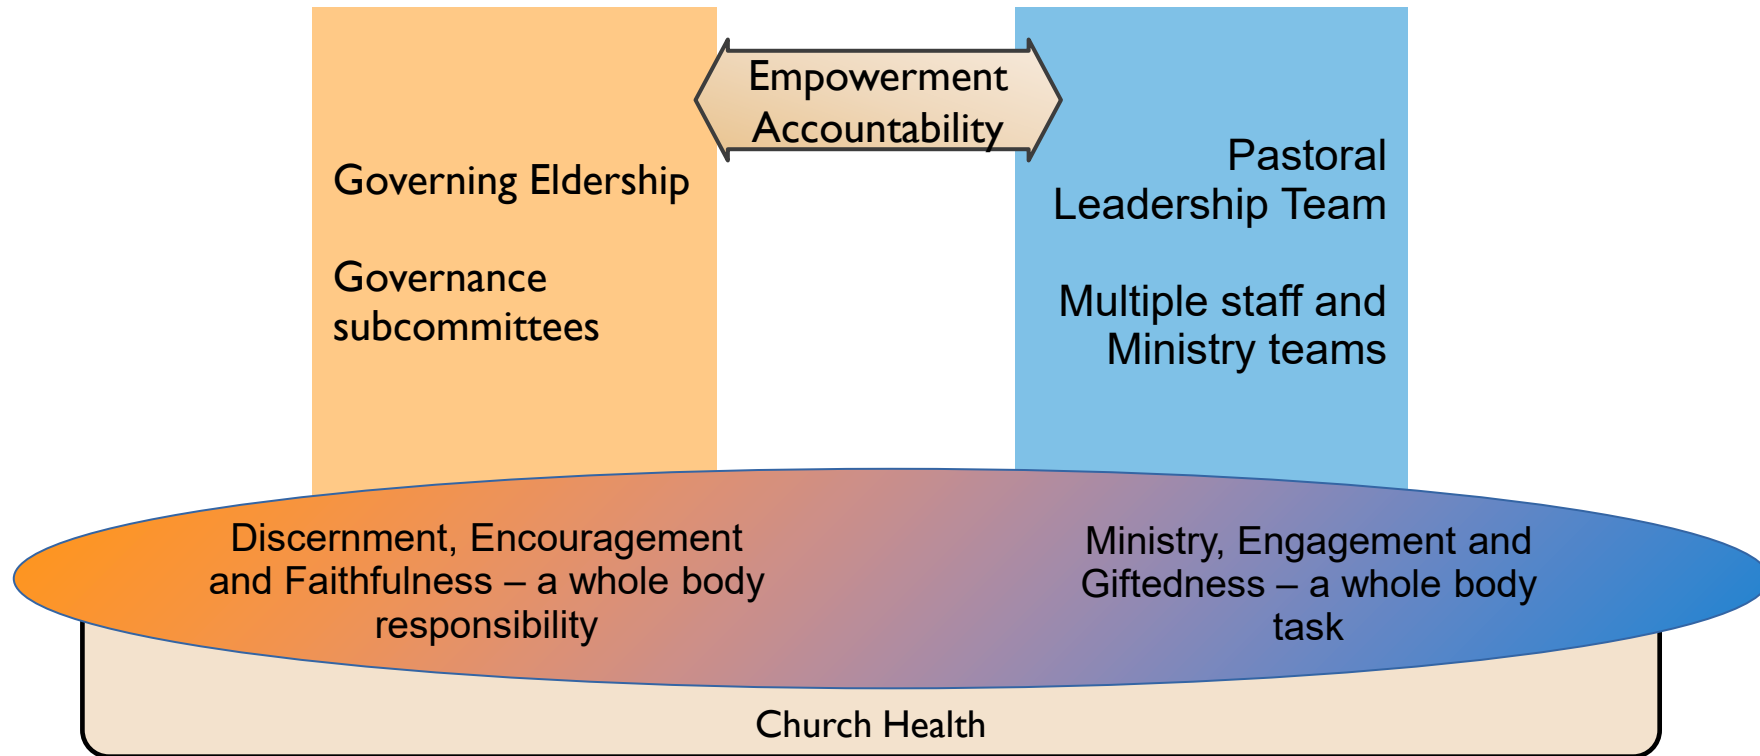 Empowerment
Accountability
Governing Eldership
Governance
subcommittees
Pastoral
Leadership Team
Multiple staff and
Ministry teams
Discernment, Encouragement
and Faithfulness – a whole body
responsibility
Ministry, Engagement and
Giftedness – a whole body
task
Church Health